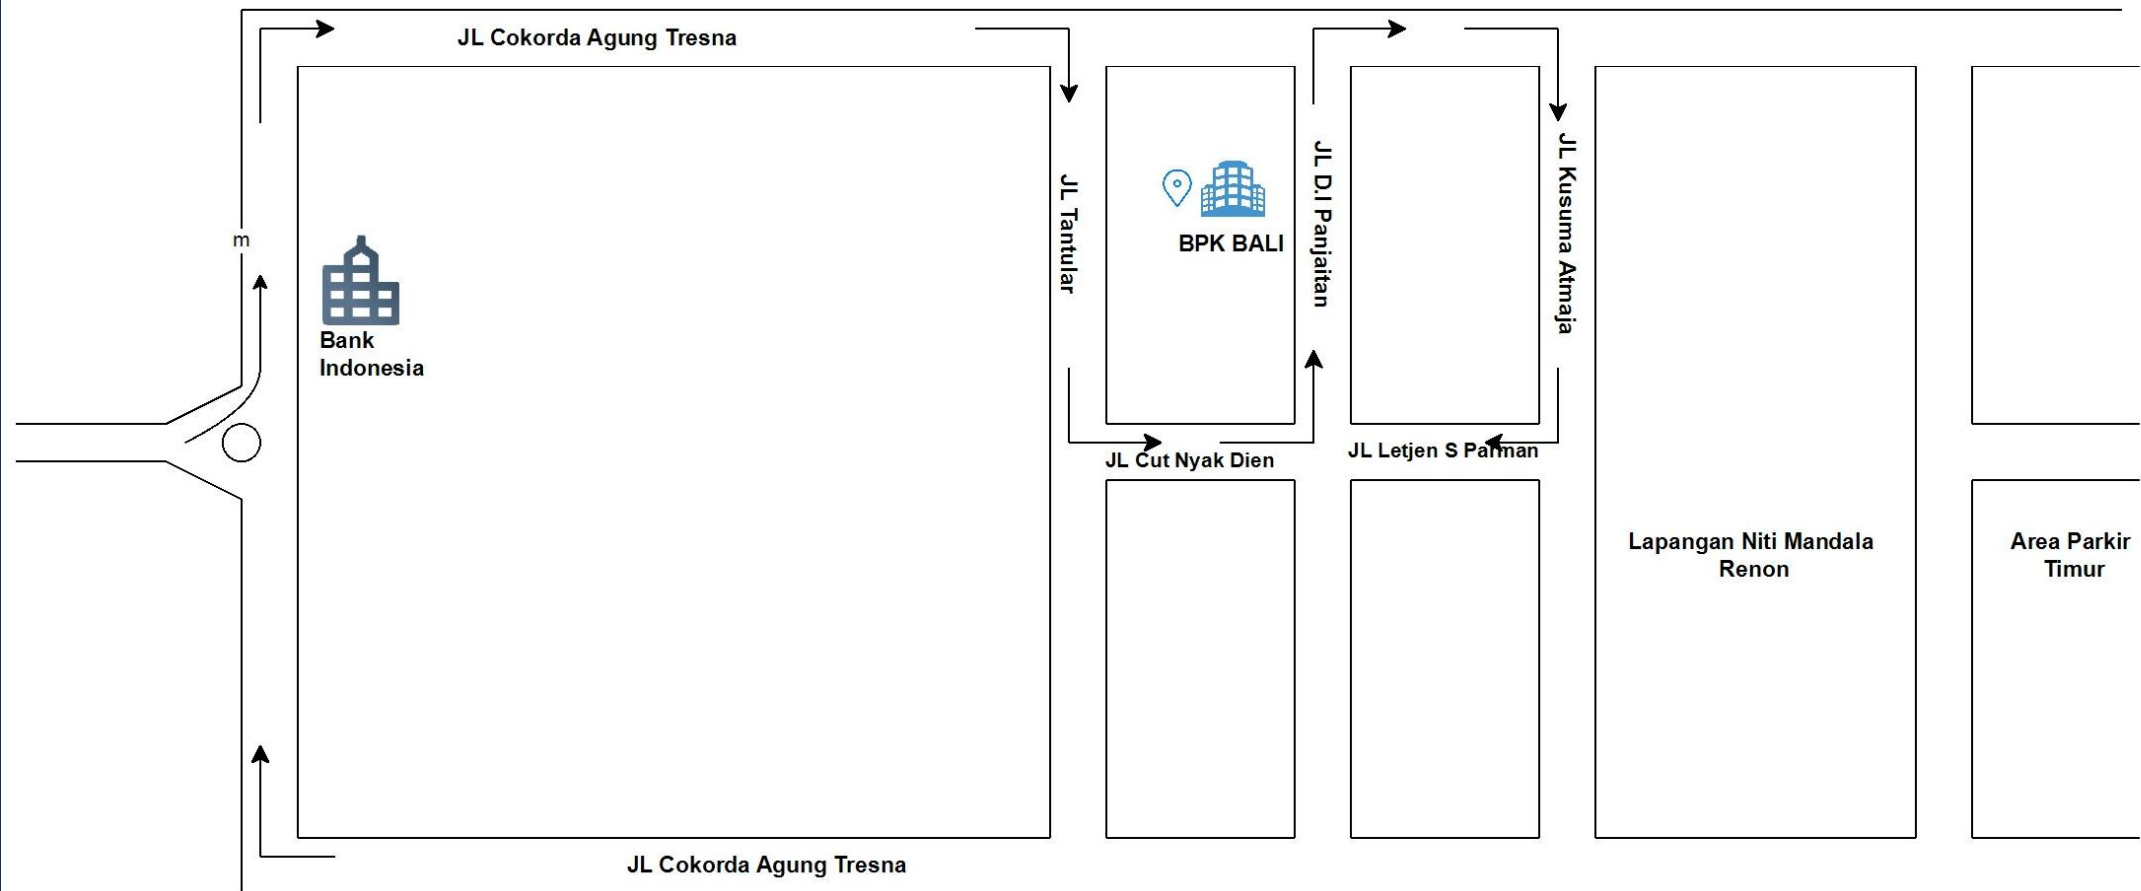 JL Cokorda Agung Tresna
m
Bank
Indonesia
JL Tantular
BPK BALI
JL D.I Panjaitan
JL Kusuma Atmaja
JL Cut Nyak Dien
JL Letjen S Parman
Lapangan Niti Mandala
Renon
Area Parkir
Timur
JL Cokorda Agung Tresna